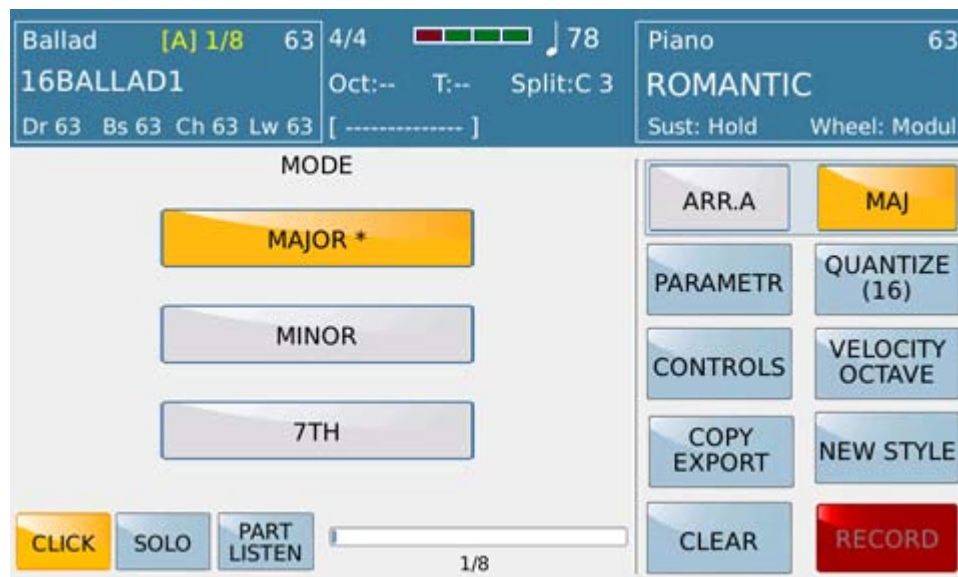 Ballad [A] 1/8 63
16BALLAD1
Dr 63 Bs 63 Ch 63 Lw 63
4/4 78
Oct:-- T:-- Split:C 3
[ -------------- ]
Piano 63
ROMANTIC
Sust: Hold Wheel: Modul
MODE
MAJOR *
MINOR
7TH
CLICK
SOLO
PART
LISTEN
1/8
ARR.A
MAJ
PARAMETR
QUANTIZE
(16)
CONTROLS
VELOCITY
OCTAVE
COPY
EXPORT
NEW STYLE
CLEAR
RECORD